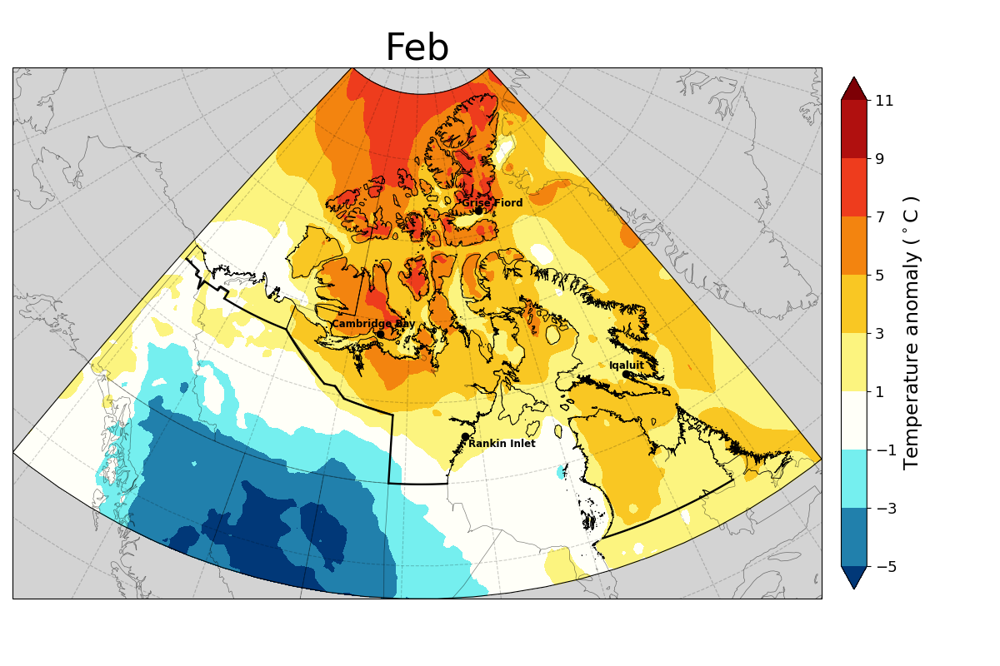 Feb
Grise Fiord
Cambridge Bay
Iqaluit
Rankin Inlet
11
9
7
5
3
1
−1
−3
−5
Temperature anomaly ( °C )